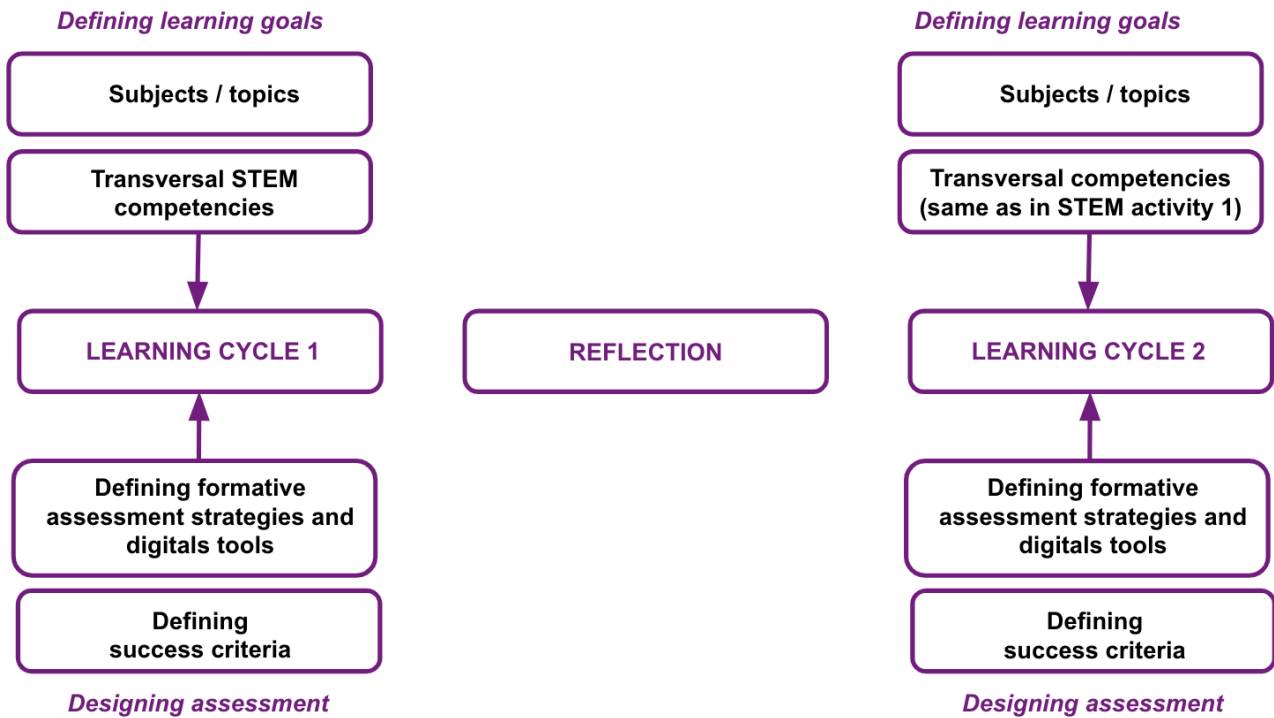 Defining learning goals
Subjects / topics
Transversal STEM
competencies
LEARNING CYCLE 1
Defining formative
assessment strategies and
digitals tools
Defining
success criteria
Designing assessment
REFLECTION
Defining learning goals
Subjects / topics
Transversal competencies
(same as in STEM activity 1)
LEARNING CYCLE 2
Defining formative
assessment strategies and
digitals tools
Defining
success criteria
Designing assessment